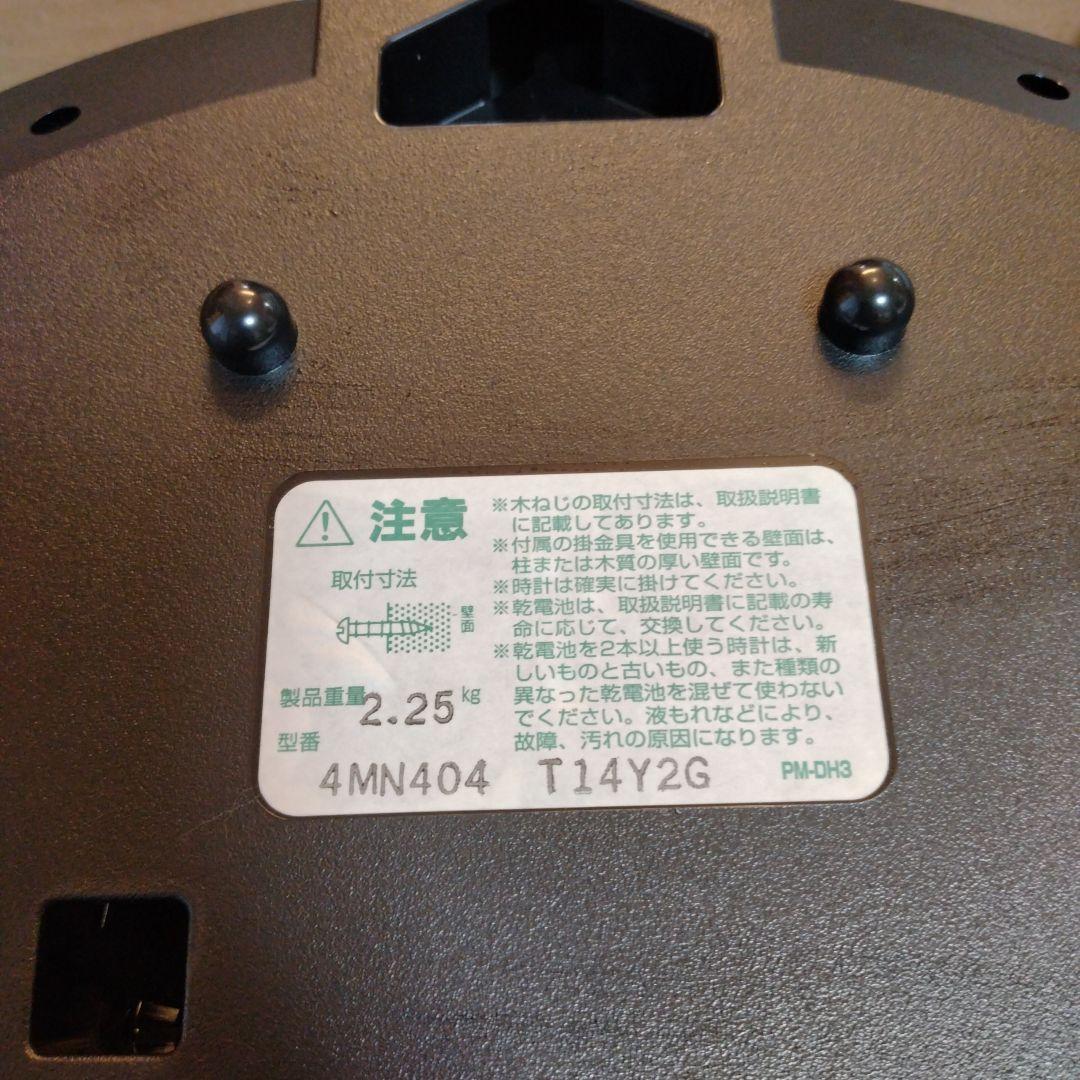 注意
取付寸法
壁面
製品重量 2.25 kg
型番
4MN404 T14Y2G
※木ねじの取付寸法は、取扱説明書
に記載してあります。
※付属の掛金具を使用できる壁面は、
柱または木質の厚い壁面です。
※時計は確実に掛けてください。
※乾電池は、取扱説明書に記載の寿
命に応じて、交換してください。
※乾電池を2本以上使う時計は、新
しいものと古いもの、また種類の
異なった乾電池を混ぜて使わない
でください。液もれなどにより、
故障、汚れの原因になります。
PM-DH3